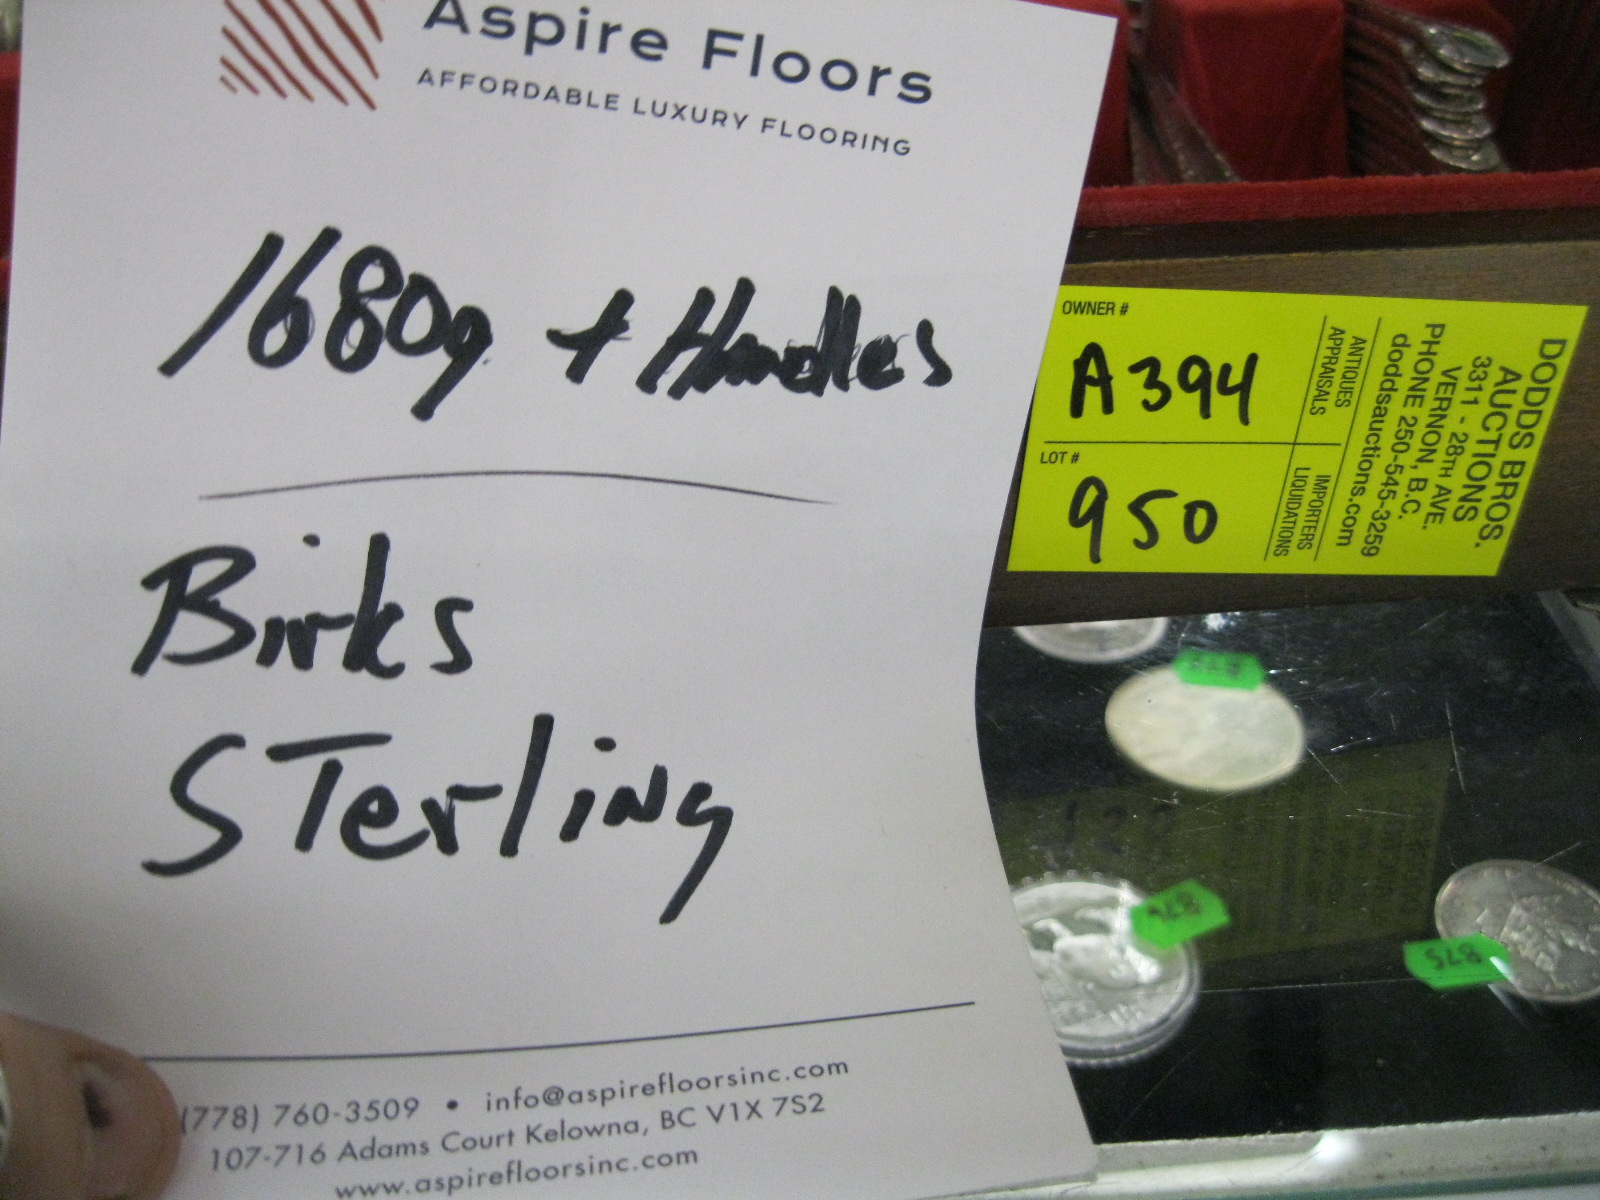 Aspire Floors
AFFORDABLE LUXURY FLOORING
1680g + Handles
Birks
STerling
(778) 760-3509 • info@aspirefloorsinc.com
107-716 Adams Court Kelowna, BC V1X 7S2
www.aspirefloorsinc.com
OWNER #
A394
LOT #
950
ANTIQUES
APPRAISALS
IMPORTERS
LIQUIDATIONS
DODDS BROS.
AUCTIONS
3311 - 28TH AVE.
VERNON, B.C.
PHONE 250-545-3259
doddsauctions.com
876
875